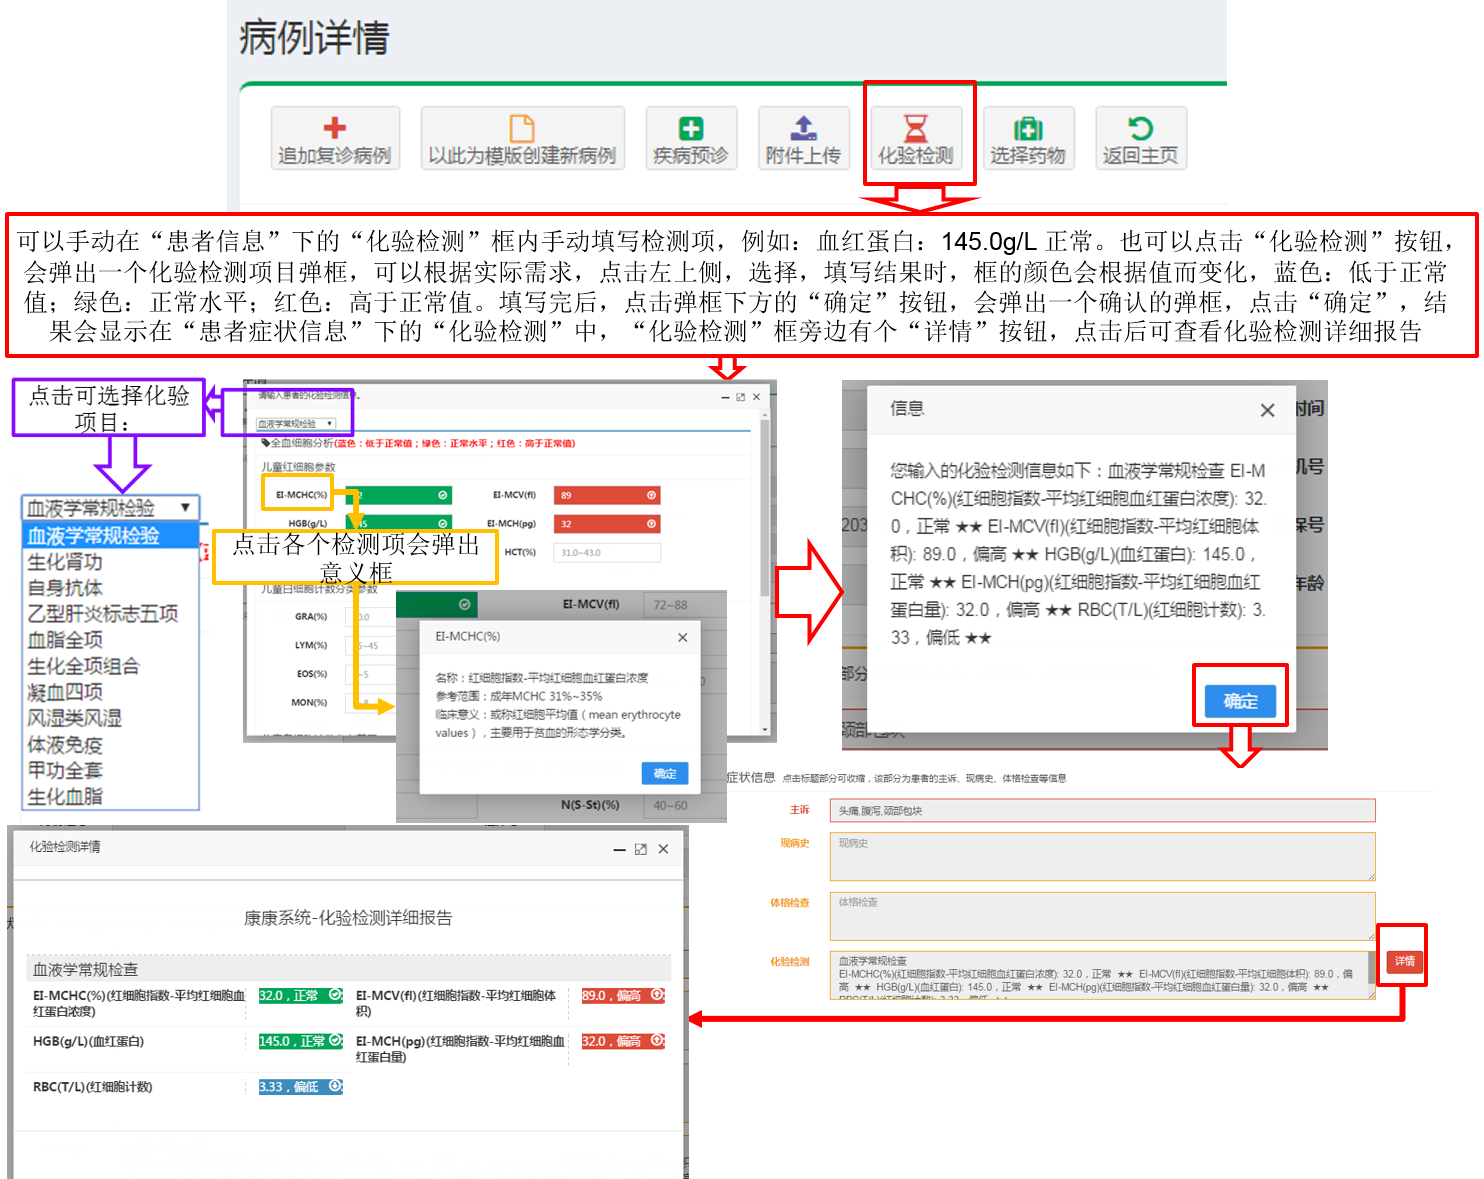 病例详情
追加复诊病例
以此为模版创建新病例
疾病预诊
附件上传
化验检测
选择药物
返回主页
可以手动在“患者信息”下的“化验检测”框内手动填写检测项，例如：血红蛋白：145.0g/L 正常。也可以点击“化验检测”按钮，
会弹出一个化验检测项目弹框，可以根据实际需求，点击左上侧，选择，填写结果时，框的颜色会根据值而变化，蓝色：低于正常
值；绿色：正常水平；红色：高于正常值。填写完后，点击弹框下方的“确定”按钮，会弹出一个确认的弹框，点击“确定”，结
果会显示在“患者症状信息”下的“化验检测”中，“化验检测”框旁边有个“详情”按钮，点击后可查看化验检测详细报告
点击可选择化验
项目：
血液学常规检验
血液学常规检验
生化肾功
自身抗体
乙型肝炎标志五项
血脂全项
生化全项组合
凝血四项
风湿类风湿
体液免疫
甲功全套
生化血脂
请输入患者的化验检测信息。
血液学常规检验
全血细胞分析(蓝色：低于正常值；绿色：正常水平；红色：高于正常值)
儿童红细胞参数
EI-MCHC(%)
EI-MCV(fl)
89
HGB(g/L)
EI-MCH(pg)
32
HCT(%)
31.0~43.0
点击各个检测项会弹出
意义框
儿童白细胞计数分类参数
GRA(%)
LYM(%)
EOS(%)
MON(%)
EI-MCV(fl)
72~88
EI-MCHC(%)
名称：红细胞指数-平均红细胞血红蛋白浓度
参考范围：成年MCHC 31%~35%
临床意义：或称红细胞平均值（mean erythrocyte
values），主要用于贫血的形态学分类。
确定
N(S-St)(%)
40~60
时间
机号
203
保号
年龄
部分
颈部包块
信息
您输入的化验检测信息如下：血液学常规检查 EI-M
CHC(%)(红细胞指数-平均红细胞血红蛋白浓度): 32.
0，正常 ★★ EI-MCV(fl)(红细胞指数-平均红细胞体
积): 89.0，偏高 ★★ HGB(g/L)(血红蛋白): 145.0，
正常 ★★ EI-MCH(pg)(红细胞指数-平均红细胞血红
蛋白量): 32.0，偏高 ★★ RBC(T/L)(红细胞计数): 3.
33，偏低 ★★
确定
症状信息 点击标题部分可收缩，该部分为患者的主诉、现病史、体格检查等信息
主诉
头痛,腹泻,颈部包块
现病史
现病史
体格检查
体格检查
化验检测
血液学常规检查
EI-MCHC(%)(红细胞指数-平均红细胞血红蛋白浓度): 32.0，正常 ★★ EI-MCV(fl)(红细胞指数-平均红细胞体积): 89.0，偏
高 ★★ HGB(g/L)(血红蛋白): 145.0，正常 ★★ EI-MCH(pg)(红细胞指数-平均红细胞血红蛋白量): 32.0，偏高 ★★
RBC(T/L)(红细胞计数): 3.33，偏低 ★★
详情
化验检测详情
康康系统-化验检测详细报告
血液学常规检查
EI-MCHC(%)(红细胞指数-平均红细胞血
红蛋白浓度)
32.0，正常
EI-MCV(fl)(红细胞指数-平均红细胞体
积)
89.0，偏高
HGB(g/L)(血红蛋白)
145.0，正常
EI-MCH(pg)(红细胞指数-平均红细胞血
红蛋白量)
32.0，偏高
RBC(T/L)(红细胞计数)
3.33，偏低